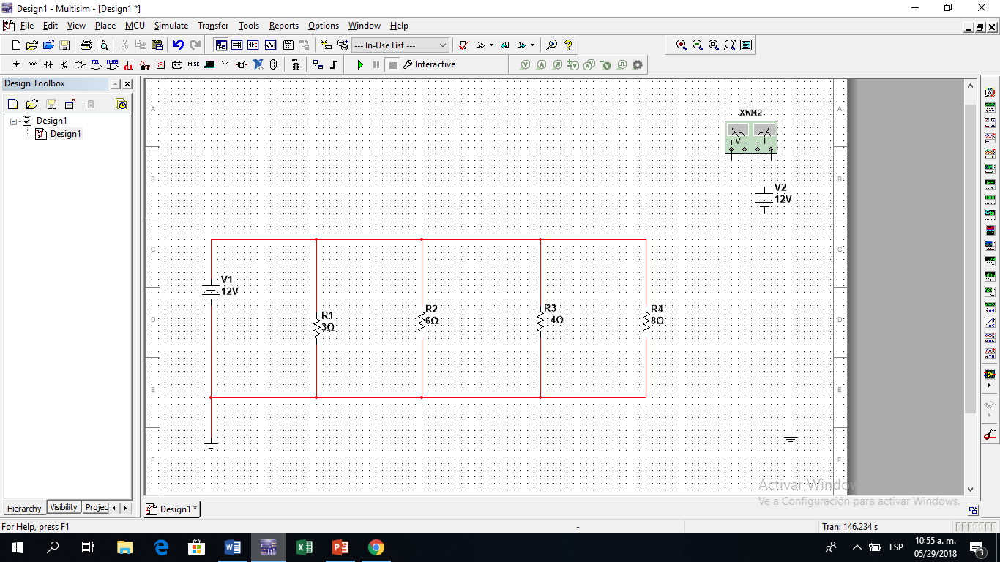 Design1 - Multisim - [Design1 *]
File Edit View Place MCU Simulate Transfer Tools Reports Options Window Help
--- In-Use List ---
MISC
Interactive
Design Toolbox
Design1
Design1
A
A
B
B
C
C
D
D
E
E
F
F
XWM2
V I
V2
12V
V1
12V
R1
3Ω
R2
6Ω
R3
4Ω
R4
8Ω
Activar Windows
Ve a Configuración para activar Windows.
Hierarchy Visibility Projec
Design1 *
For Help, press F1
-
Tran: 146.234 s
ESP
10:55 a. m.
05/29/2018
3